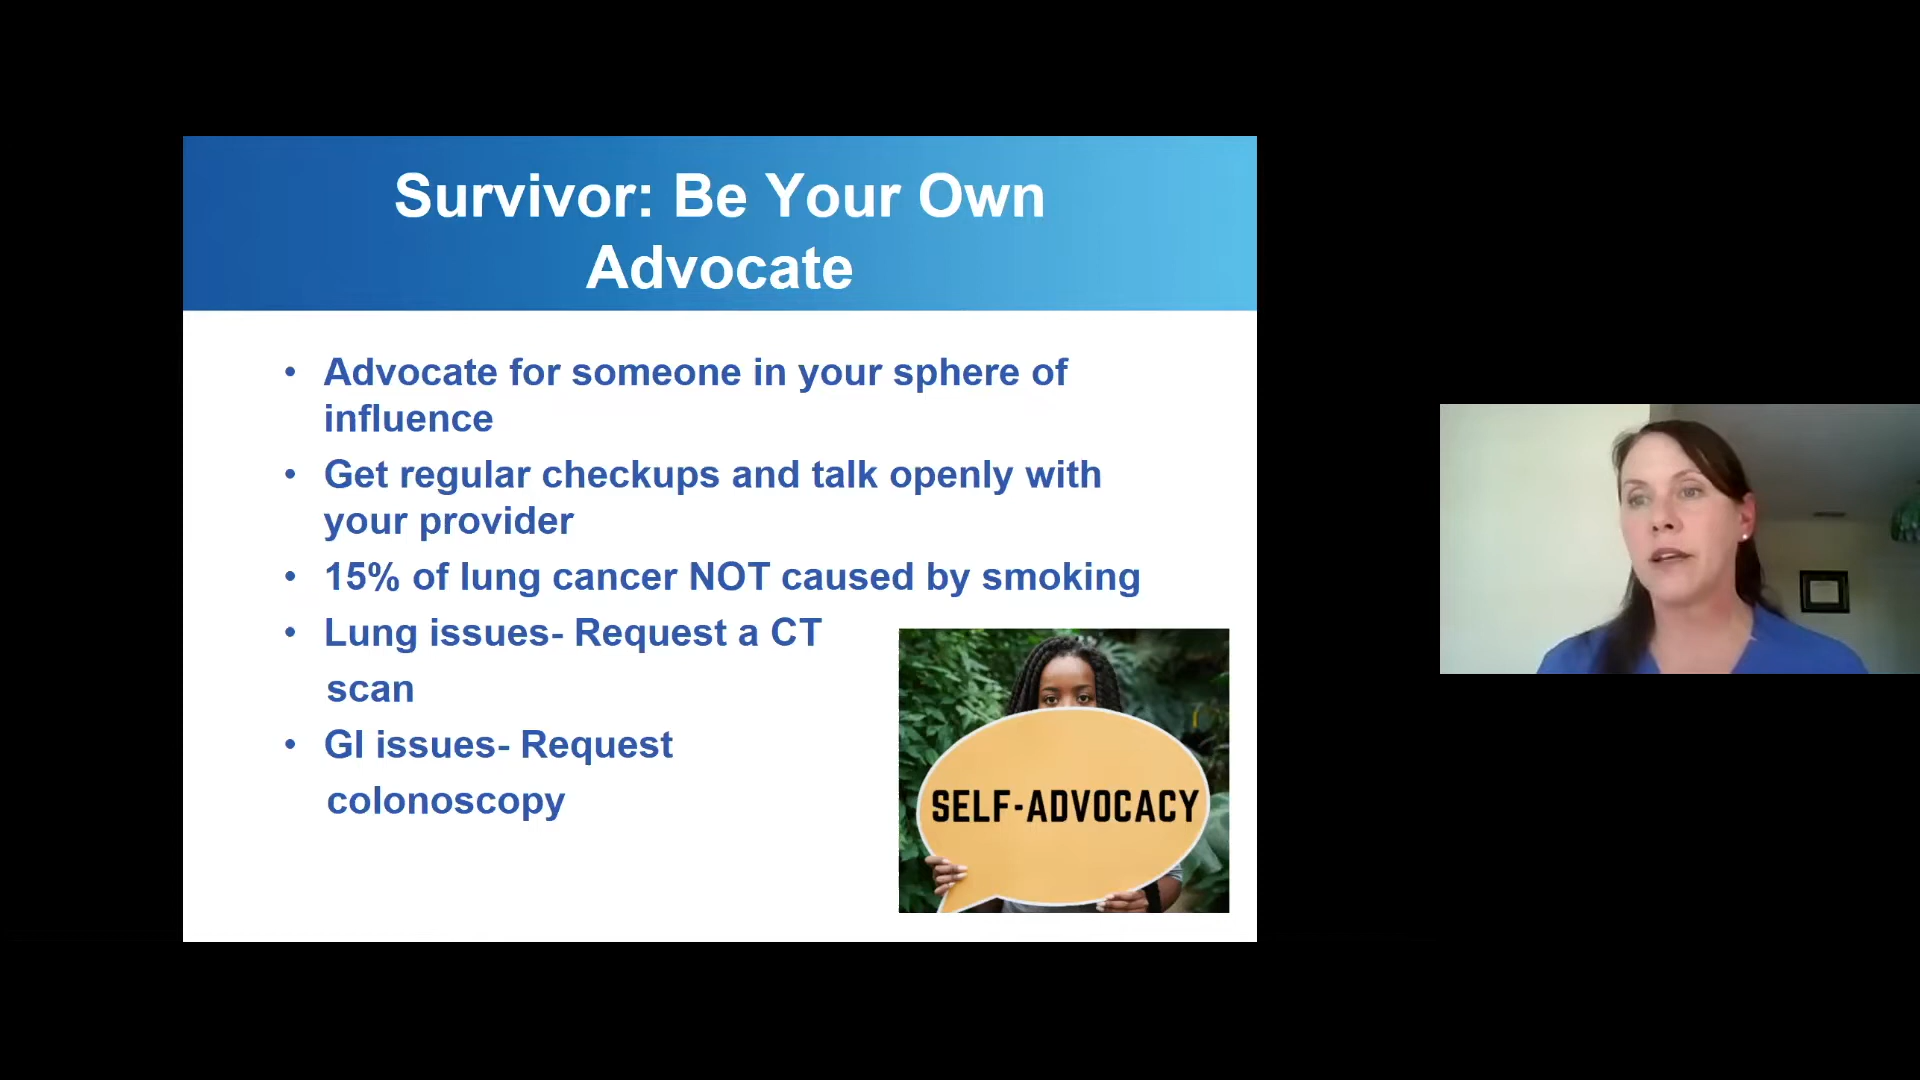 Survivor: Be Your Own
Advocate
• Advocate for someone in your sphere of
influence
• Get regular checkups and talk openly with
your provider
• 15% of lung cancer NOT caused by smoking
• Lung issues- Request a CT
scan
• GI issues- Request
colonoscopy
SELF-ADVOCACY